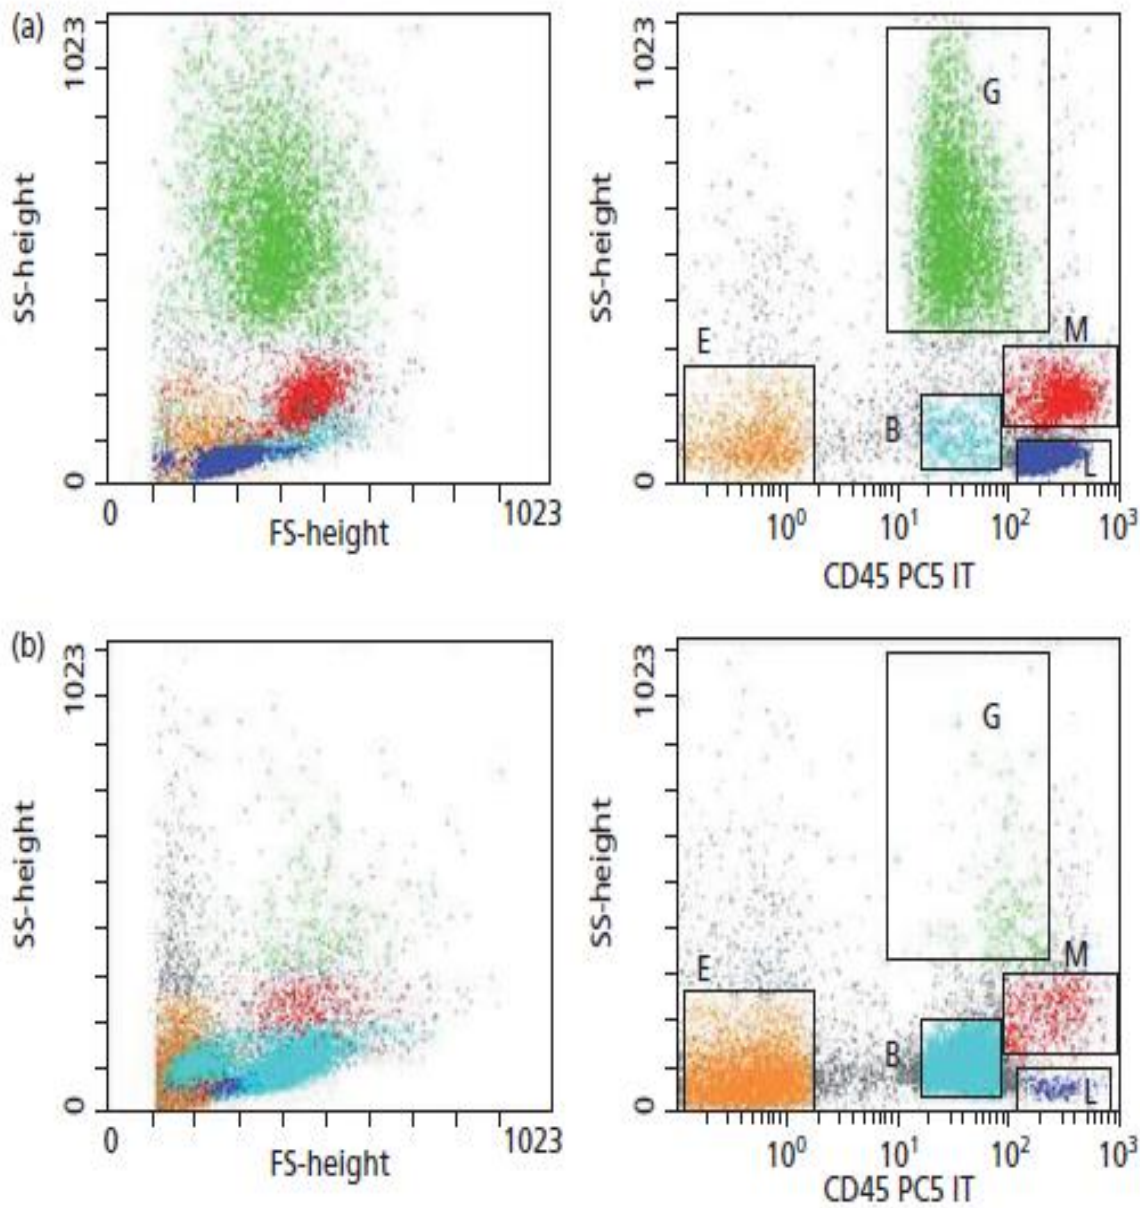 (a)
1023
SS-height
0
0
1023
FS-height
1023
SS-height
0
G
E
M
B
L
10⁰
10¹
10²
10³
CD45 PC5 IT
(b)
1023
SS-height
0
0
1023
FS-height
1023
SS-height
0
G
E
M
B
L
10⁰
10¹
10²
10³
CD45 PC5 IT